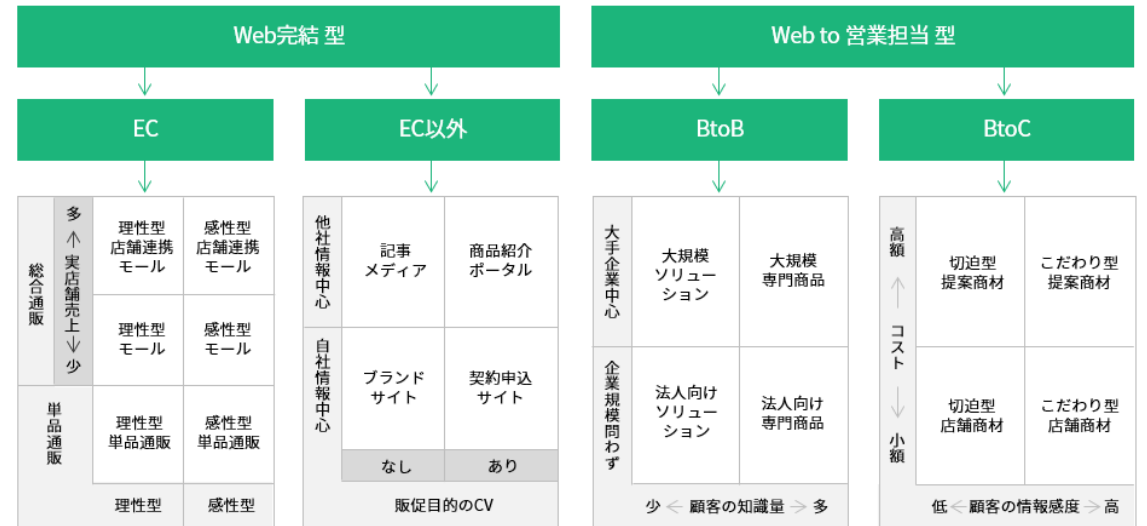 Web完結 型
Web to 営業担当 型
EC
EC以外
BtoB
BtoC
総合通販
多
↑
実店舗売上
↓
少
理性型
店舗連携
モール
感性型
店舗連携
モール
理性型
モール
感性型
モール
単品通販
理性型
単品通販
感性型
単品通販
理性型
感性型
他社情報中心
記事
メディア
商品紹介
ポータル
自社情報中心
ブランド
サイト
契約申込
サイト
なし
あり
販促目的のCV
大手企業中心
大規模
ソリュー
ション
大規模
専門商品
企業規模問わず
法人向け
ソリュー
ション
法人向け
専門商品
少 ← 顧客の知識量 → 多
高額
↑
コスト
↓
小額
切迫型
提案商材
こだわり型
提案商材
切迫型
店舗商材
こだわり型
店舗商材
低 ← 顧客の情報感度 → 高